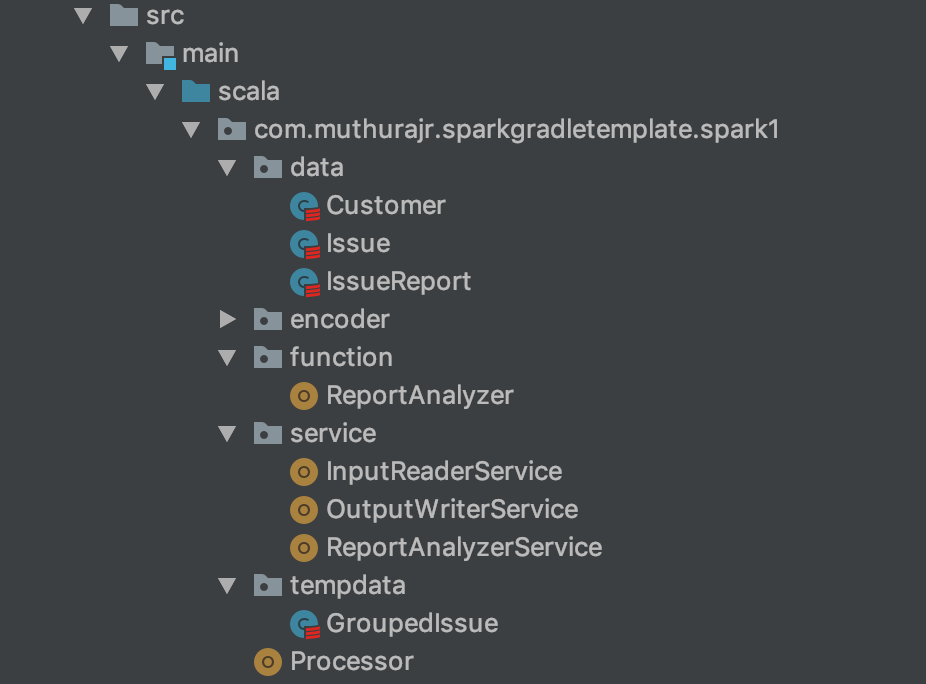 src
main
scala
com.muthurajr.sparkgradletemplate.spark1
data
Customer
Issue
IssueReport
encoder
function
ReportAnalyzer
service
InputReaderService
OutputWriterService
ReportAnalyzerService
tempdata
GroupedIssue
Processor